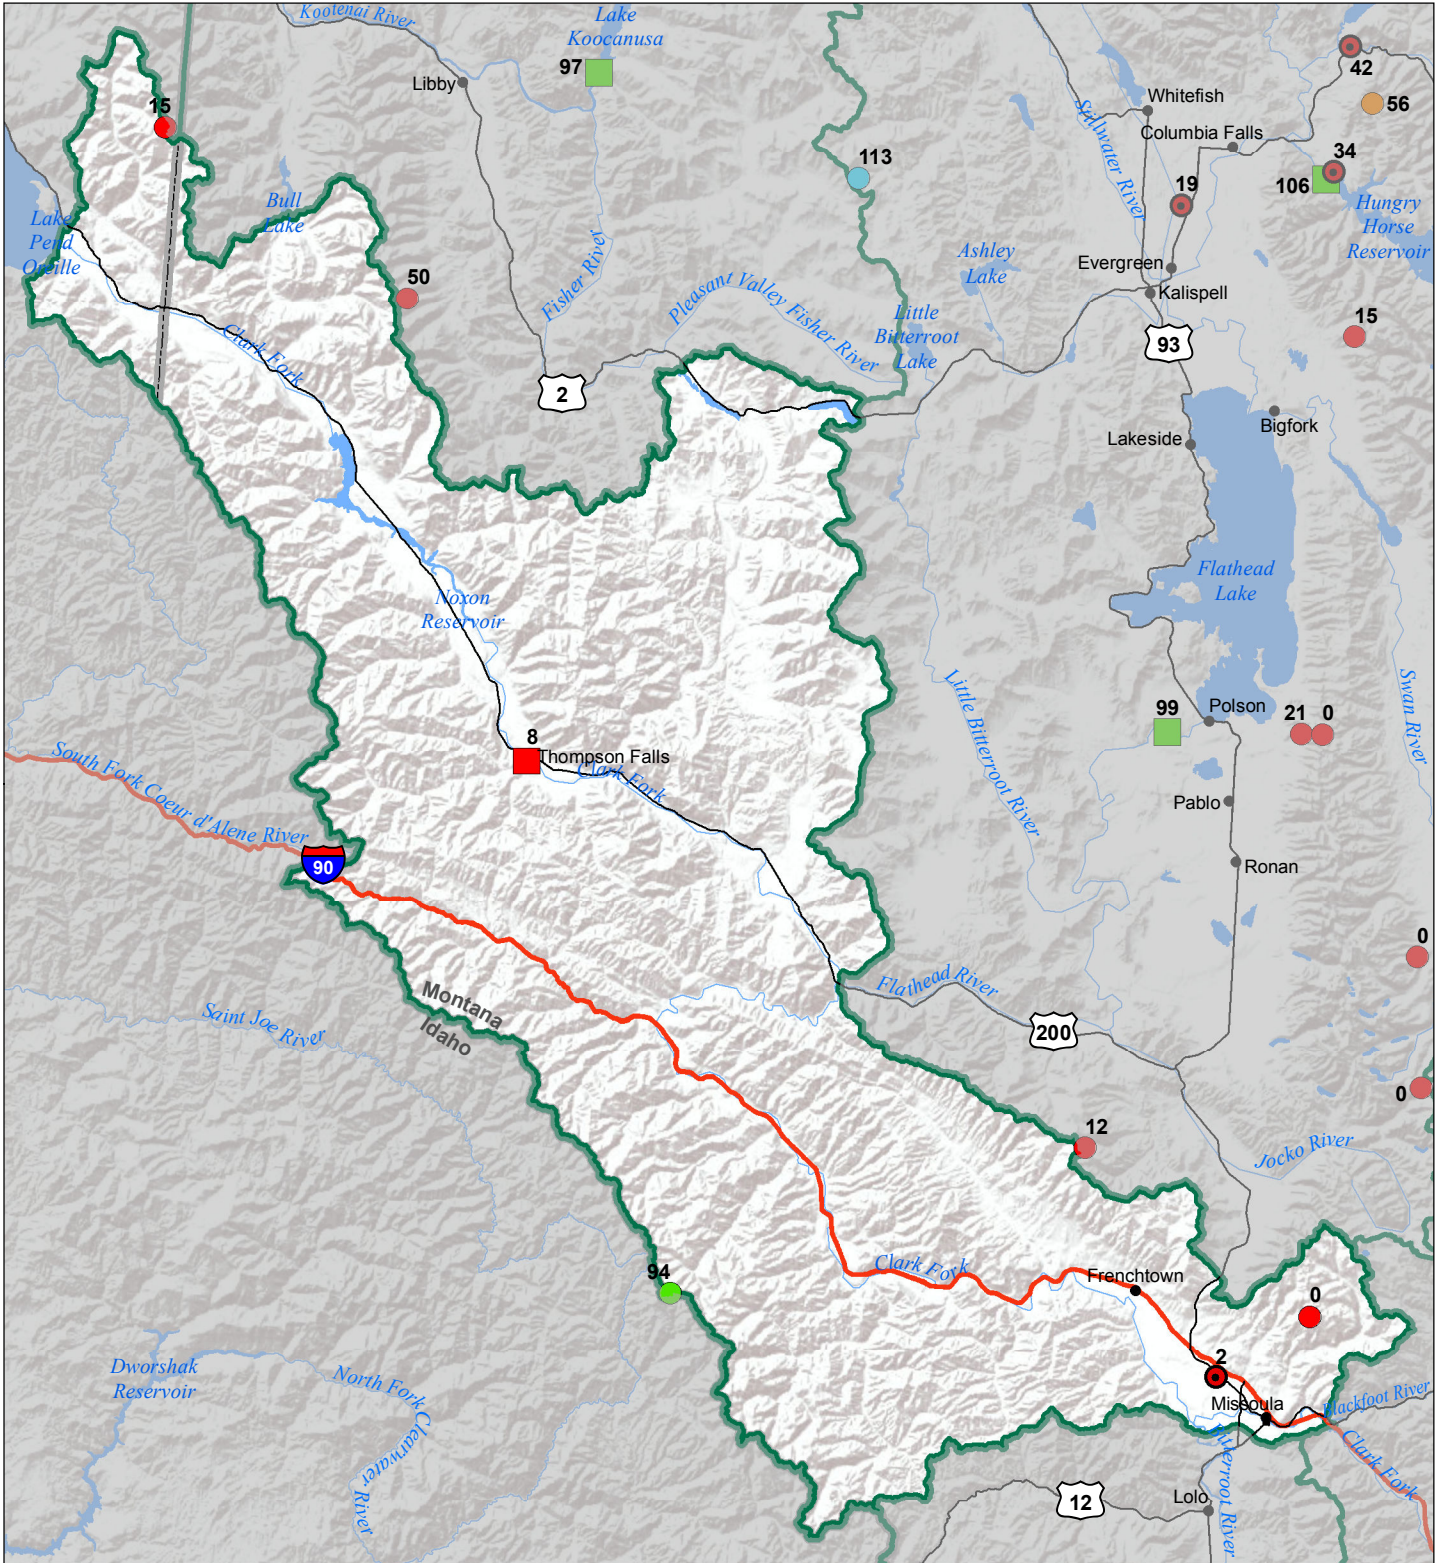 Kootenai River
Lake
Koocanusa
97
Libby
42
56
Whitefish
Columbia Falls
Stillwater River
15
113
34
106
19
Hungry
Horse
Reservoir
Bull
Lake
Lake
Pend
Oreille
50
Fisher River
Ashley
Lake
Evergreen
Kalispell
Pleasant Valley Fisher River
Little
Bitterroot
Lake
93
15
Clark Fork
2
Bigfork
Lakeside
Flathead
Lake
Noxon
Reservoir
Little Bitterroot River
Swan River
99
Polson
21
0
8
Thompson Falls
Clark Fork
South Fork Coeur d'Alene River
90
Pablo
Ronan
0
Flathead River
Montana
Idaho
Saint Joe River
200
0
12
Jocko River
Clark Fork
94
Frenchtown
0
Dworshak
Reservoir
North Fork Clearwater
River
2
Missoula
Blackfoot River
Bitterroot River
Clark Fork
12
Lolo